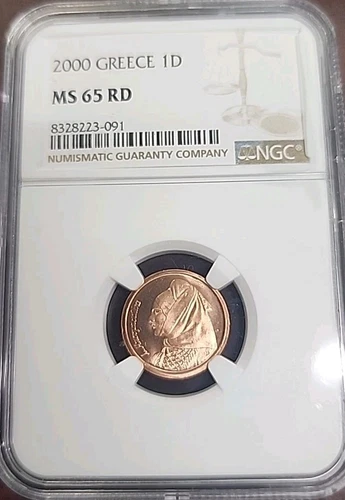 2000 GREECE 1D
MS 65 RD
8328223-091
NUMISMATIC GUARANTY COMPANY
NGC